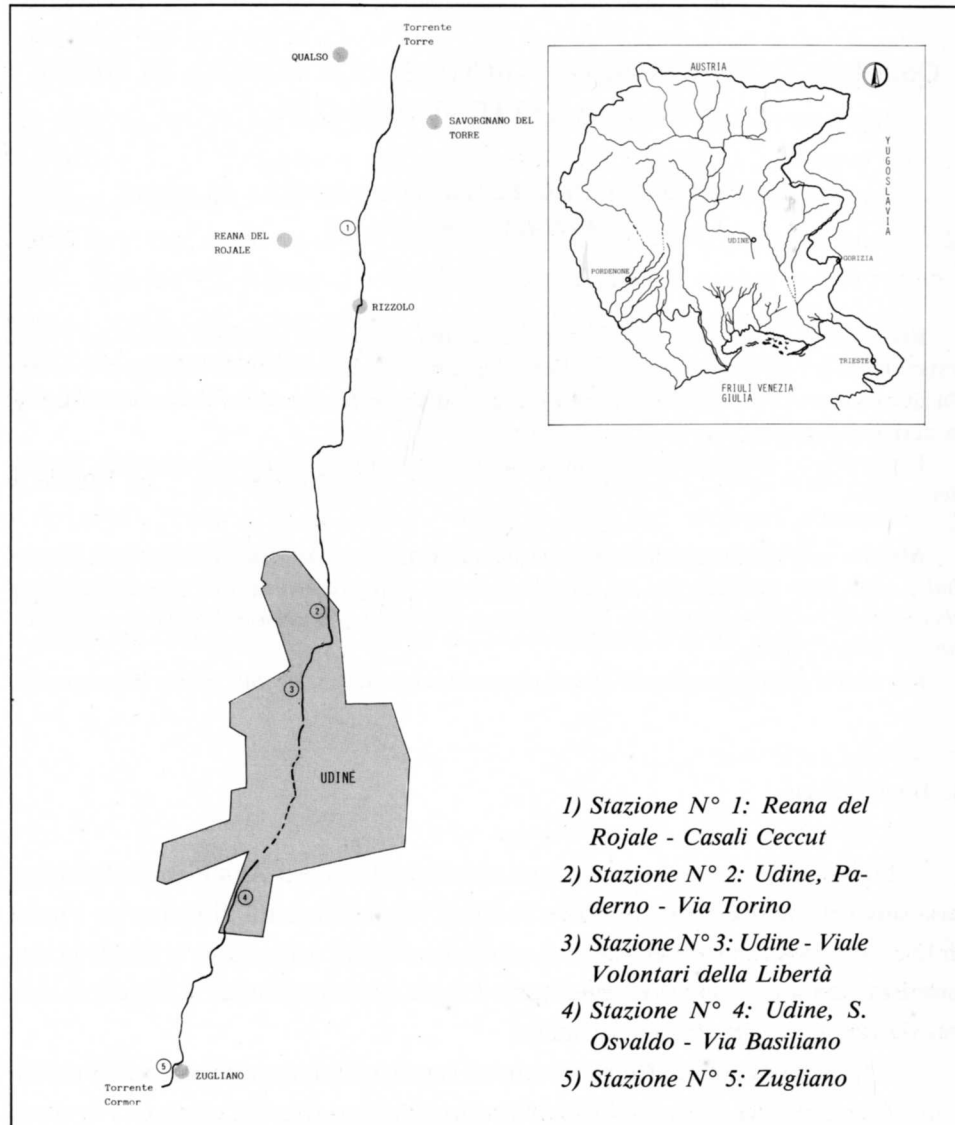 Torrente
Torre
QUALSO
SAVORGNANO DEL
TORRE
1
REANA DEL
ROJALE
RIZZOLO
2
3
UDINE
4
5
ZUGLIANO
Torrente
Cormor
AUSTRIA
YUGOSLAVIA
UDINE
GORIZIA
PORDENONE
TRIESTE
FRIULI VENEZIA
GIULIA
1) Stazione N° 1: Reana del
Rojale - Casali Ceccut
2) Stazione N° 2: Udine, Pa-
derno - Via Torino
3) Stazione N° 3: Udine - Viale
Volontari della Libertà
4) Stazione N° 4: Udine, S.
Osvaldo - Via Basiliano
5) Stazione N° 5: Zugliano